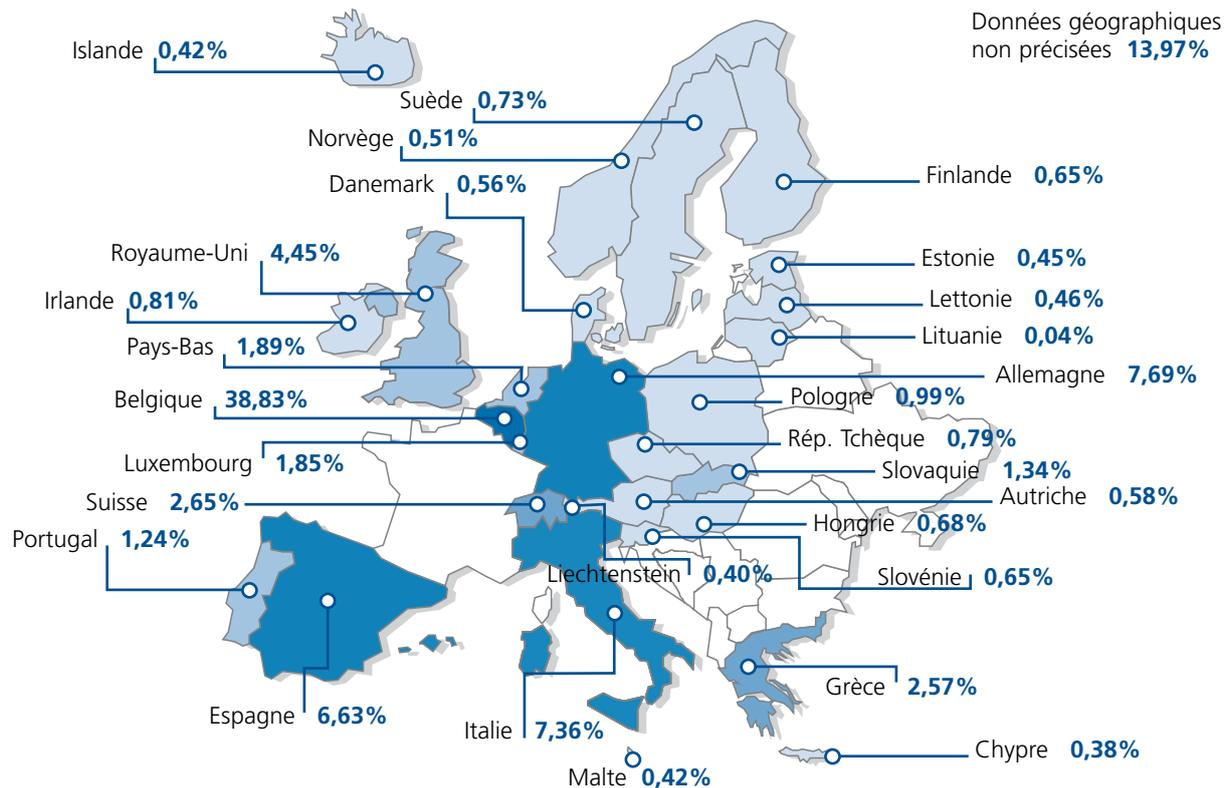 Données géographiques
non précisées 13,97%
Islande 0,42%
Suède 0,73%
Norvège 0,51%
Danemark 0,56%
Finlande 0,65%
Royaume-Uni 4,45%
Estonie 0,45%
Irlande 0,81%
Lettonie 0,46%
Lituanie 0,04%
Pays-Bas 1,89%
Allemagne 7,69%
Pologne 0,99%
Belgique 38,83%
Rép. Tchèque 0,79%
Luxembourg 1,85%
Slovaquie 1,34%
Suisse 2,65%
Autriche 0,58%
Hongrie 0,68%
Portugal 1,24%
Liechtenstein 0,40%
Slovénie 0,65%
Grèce 2,57%
Espagne 6,63%
Italie 7,36%
Chypre 0,38%
Malte 0,42%